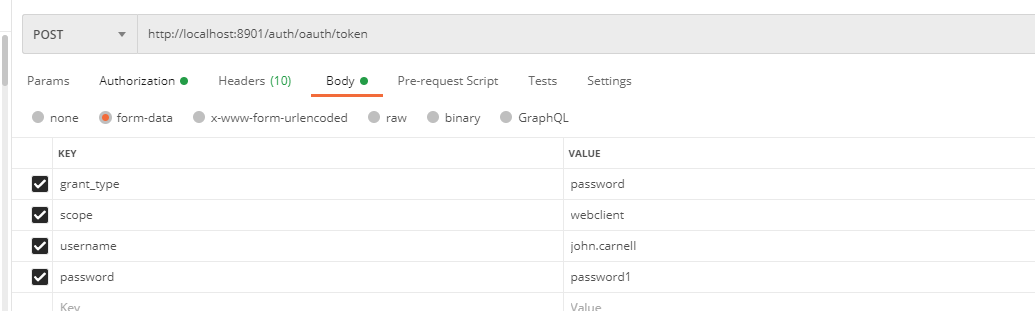 POST http://localhost:8901/auth/oauth/token
Params Authorization Headers (10) Body Pre-request Script Tests Settings
none form-data x-www-form-urlencoded raw binary GraphQL
KEY VALUE
grant_type password
scope webclient
username john.carnell
password password1
Key Value